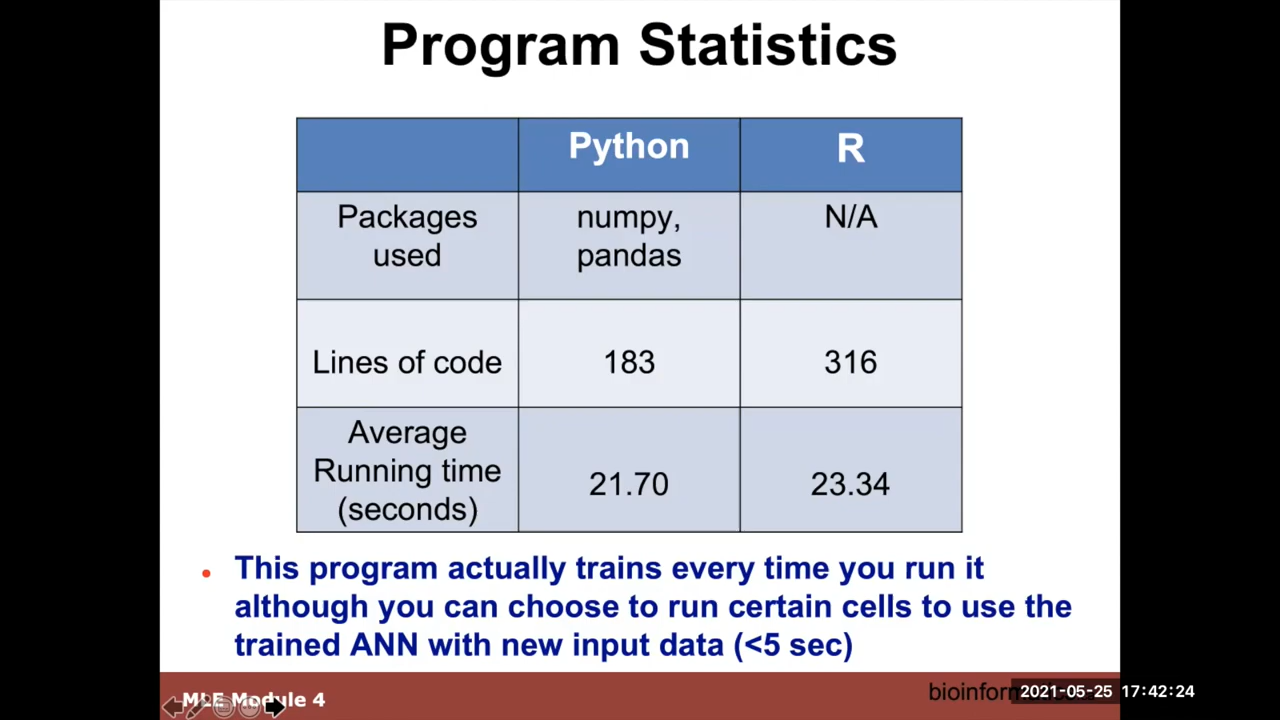 Program Statistics
Python R
Packages used numpy, pandas N/A
Lines of code 183 316
Average Running time (seconds) 21.70 23.34
• This program actually trains every time you run it
although you can choose to run certain cells to use the
trained ANN with new input data (<5 sec)
MLE Module 4
2021-05-25 17:42:24